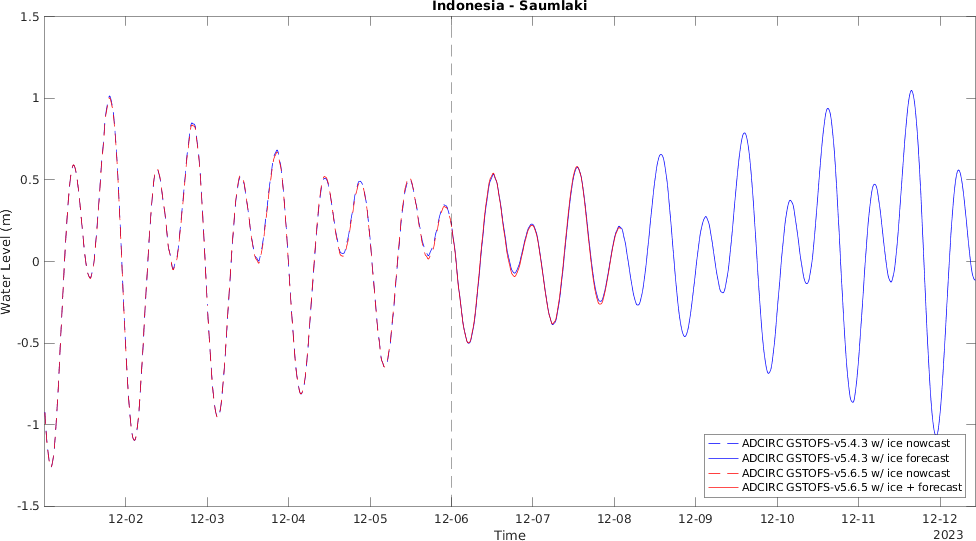 Indonesia - Saumlaki
1.5
1
0.5
0
-0.5
-1
-1.5
Water Level (m)
ADCIRC GSTOFS-v5.4.3 w/ ice nowcast
ADCIRC GSTOFS-v5.4.3 w/ ice forecast
ADCIRC GSTOFS-v5.6.5 w/ ice nowcast
ADCIRC GSTOFS-v5.6.5 w/ ice + forecast
12-02 12-03 12-04 12-05 12-06 12-07 12-08 12-09 12-10 12-11 12-12
Time
2023